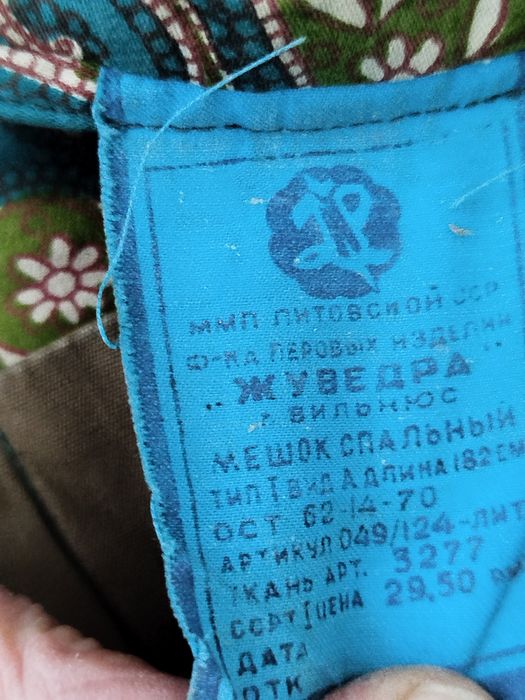 ММП ЛИТОВСКОЙ ССР
Ф-КА ПЕРОВЫХ ИЗДЕЛИЙ
„ЖУВЕДРА"
г. ВИЛЬНЮС
МЕШОК СПАЛЬНЫЙ
ТИП I ВИД А ДЛИНА 182 СМ
ОСТ 62-14-70
АРТИКУЛ 049/124-ЛИТ
ТКАНЬ АРТ. 3277
СОРТ I ЦЕНА 29,50
ДАТА
ОТК